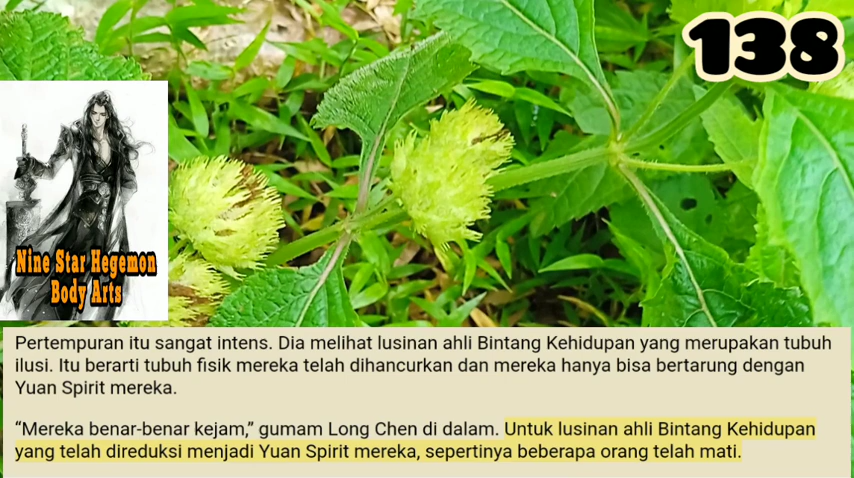 138
Nine Star Hegemon
Body Arts
Pertempuran itu sangat intens. Dia melihat lusinan ahli Bintang Kehidupan yang merupakan tubuh
ilusi. Itu berarti tubuh fisik mereka telah dihancurkan dan mereka hanya bisa bertarung dengan
Yuan Spirit mereka.
“Mereka benar-benar kejam,” gumam Long Chen di dalam. Untuk lusinan ahli Bintang Kehidupan
yang telah direduksi menjadi Yuan Spirit mereka, sepertinya beberapa orang telah mati.